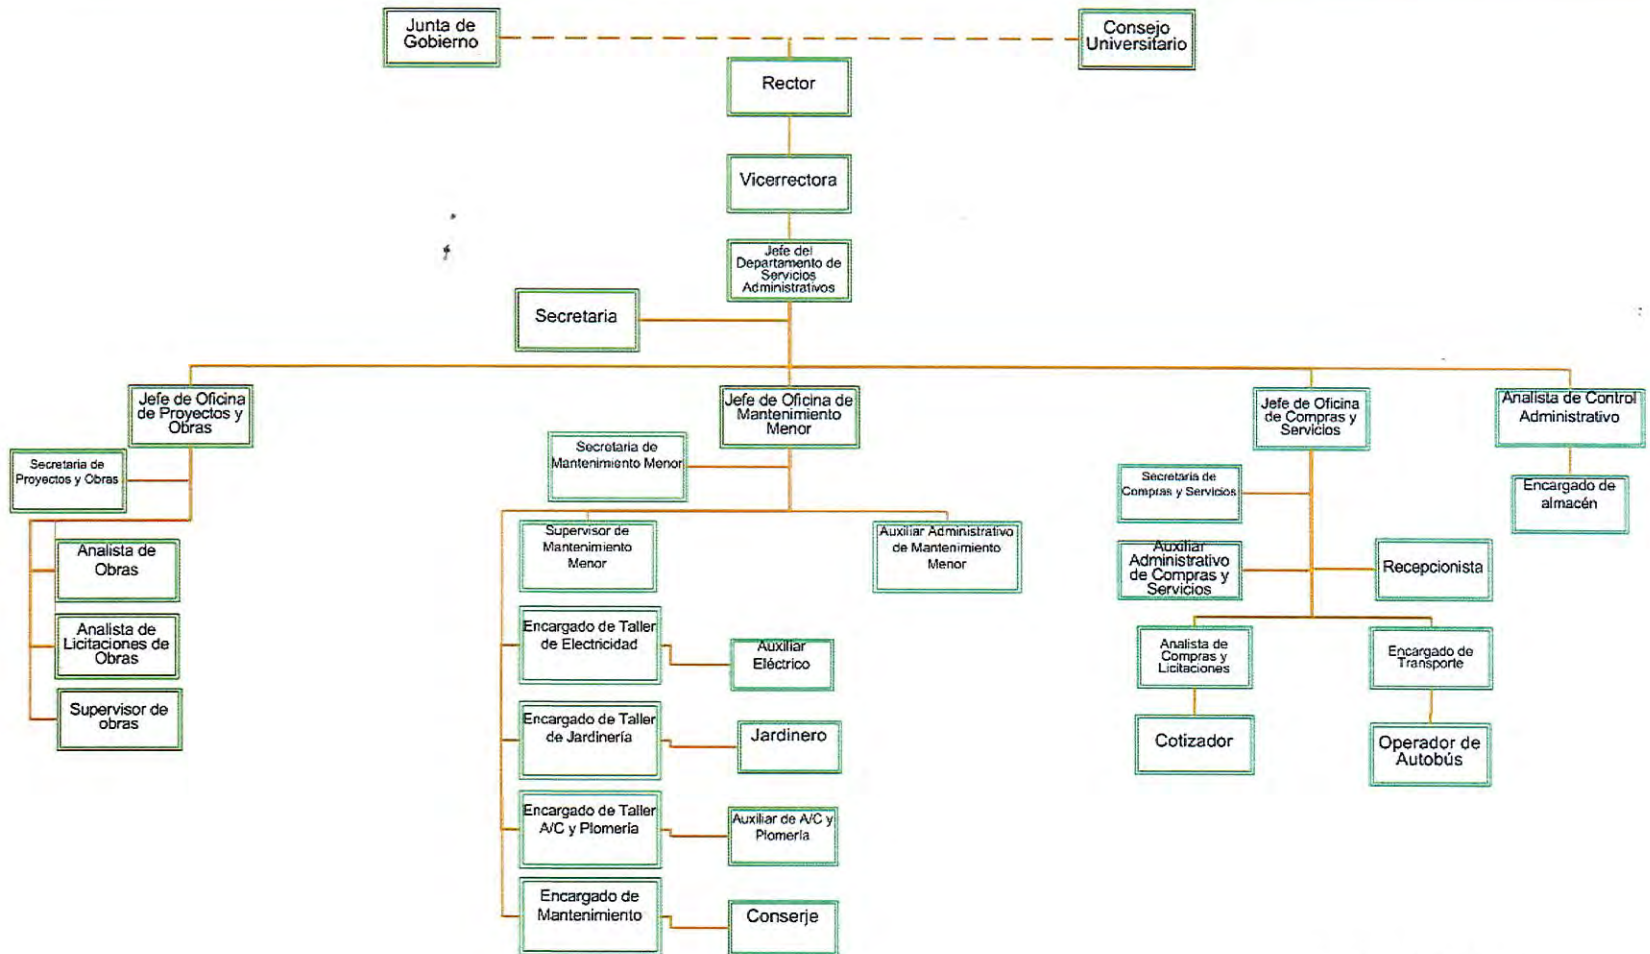 Junta de
Gobierno
Consejo
Universitario
Rector
Vicerrectora
Jefe del
Departamento de
Servicios
Administrativos
Secretaria
Jefe de Oficina
de Proyectos y
Obras
Jefe de Oficina de
Mantenimiento
Menor
Jefe de Oficina
de Compras y
Servicios
Analista de Control
Administrativo
Secretaria de
Proyectos y Obras
Secretaria de
Mantenimiento Menor
Secretaria de
Compras y Servicios
Encargado de
almacén
Analista de
Obras
Supervisor de
Mantenimiento
Menor
Auxiliar Administrativo
de Mantenimiento
Menor
Auxiliar
Administrativo
de Compras y
Servicios
Recepcionista
Analista de
Licitaciones de
Obras
Encargado de Taller
de Electricidad
Auxiliar
Eléctrico
Analista de
Compras y
Licitaciones
Encargado de
Transporte
Supervisor de
obras
Encargado de Taller
de Jardinería
Jardinero
Cotizador
Operador de
Autobús
Encargado de Taller
A/C y Plomería
Auxiliar de A/C y
Plomería
Encargado de
Mantenimiento
Conserje